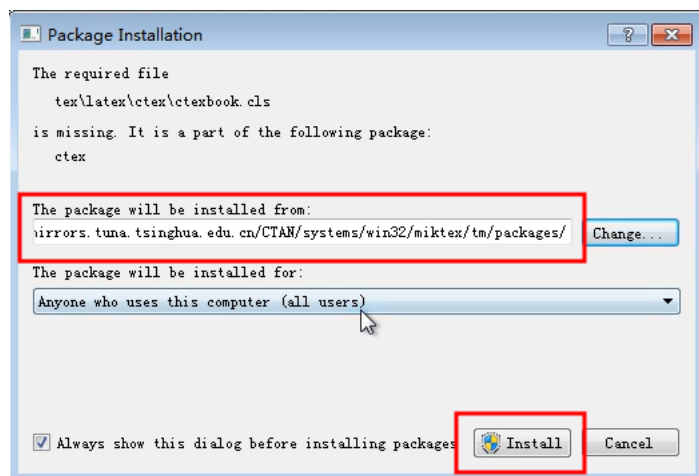 Package Installation
The required file
tex\latex\ctex\ctexbook.cls
is missing. It is a part of the following package:
ctex
The package will be installed from:
irrors.tuna.tsinghua.edu.cn/CTAN/systems/win32/miktex/tm/packages/
Change...
The package will be installed for:
Anyone who uses this computer (all users)
Always show this dialog before installing packages
Install
Cancel